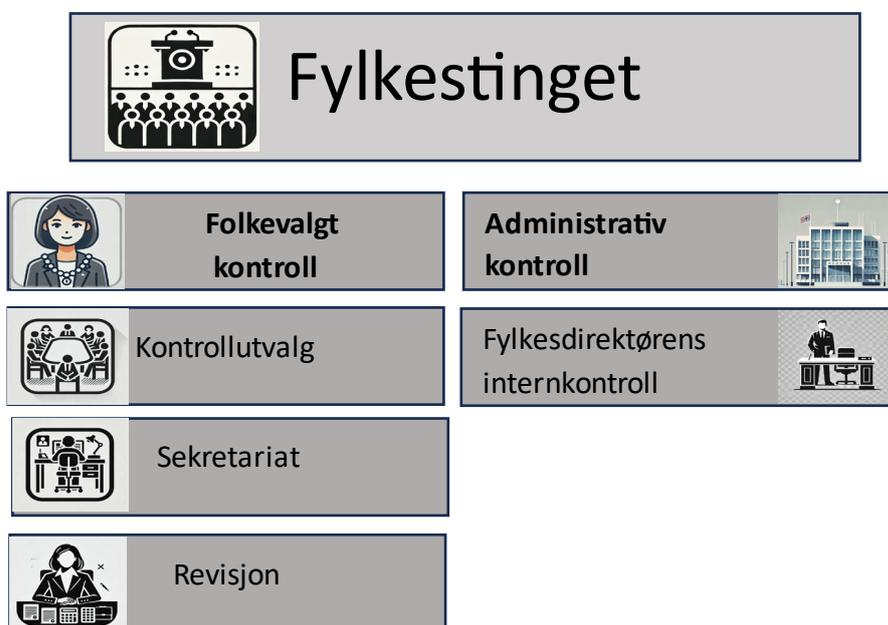 Fylkestinget
Folkevalgt
kontroll
Administrativ
kontroll
Kontrollutvalg
Fylkesdirektørens
internkontroll
Sekretariat
Revisjon